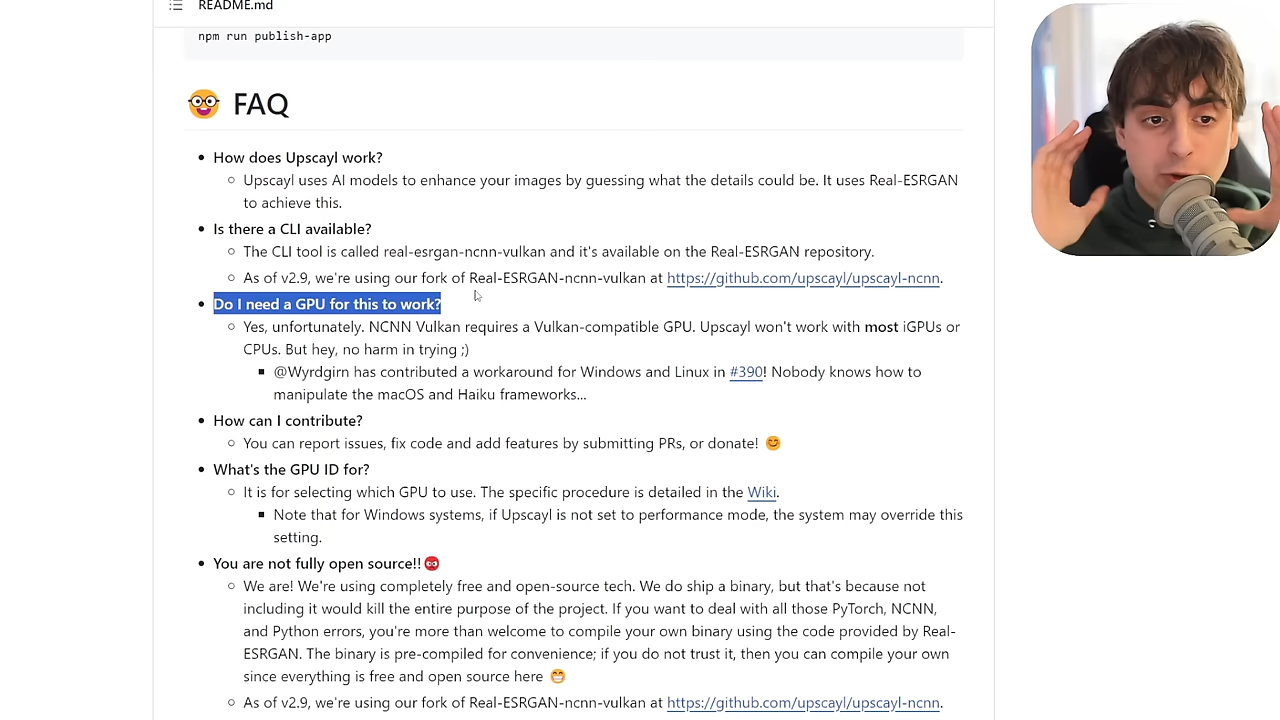 README.md
npm run publish-app
🤓 FAQ
• How does Upscayl work?
○ Upscayl uses AI models to enhance your images by guessing what the details could be. It uses Real-ESRGAN
to achieve this.
• Is there a CLI available?
○ The CLI tool is called real-esrgan-ncnn-vulkan and it's available on the Real-ESRGAN repository.
○ As of v2.9, we're using our fork of Real-ESRGAN-ncnn-vulkan at https://github.com/upscayl/upscayl-ncnn.
• Do I need a GPU for this to work?
○ Yes, unfortunately. NCNN Vulkan requires a Vulkan-compatible GPU. Upscayl won't work with most iGPUs or
CPUs. But hey, no harm in trying ;)
■ @Wyrdgirn has contributed a workaround for Windows and Linux in #390! Nobody knows how to
manipulate the macOS and Haiku frameworks...
• How can I contribute?
○ You can report issues, fix code and add features by submitting PRs, or donate! 😊
• What's the GPU ID for?
○ It is for selecting which GPU to use. The specific procedure is detailed in the Wiki.
■ Note that for Windows systems, if Upscayl is not set to performance mode, the system may override this
setting.
• You are not fully open source!!
○ We are! We're using completely free and open-source tech. We do ship a binary, but that's because not
including it would kill the entire purpose of the project. If you want to deal with all those PyTorch, NCNN,
and Python errors, you're more than welcome to compile your own binary using the code provided by Real-
ESRGAN. The binary is pre-compiled for convenience; if you do not trust it, then you can compile your own
since everything is free and open source here 😁
○ As of v2.9, we're using our fork of Real-ESRGAN-ncnn-vulkan at https://github.com/upscayl/upscayl-ncnn.